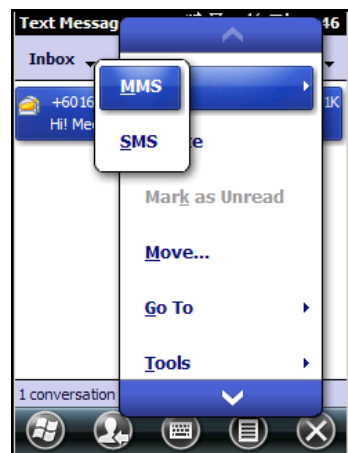 Text Messag 46
Inbox
MMS
+6016 1K
Hi! Me
SMS
Mark as Unread
Move...
Go To
Tools
1 conversation